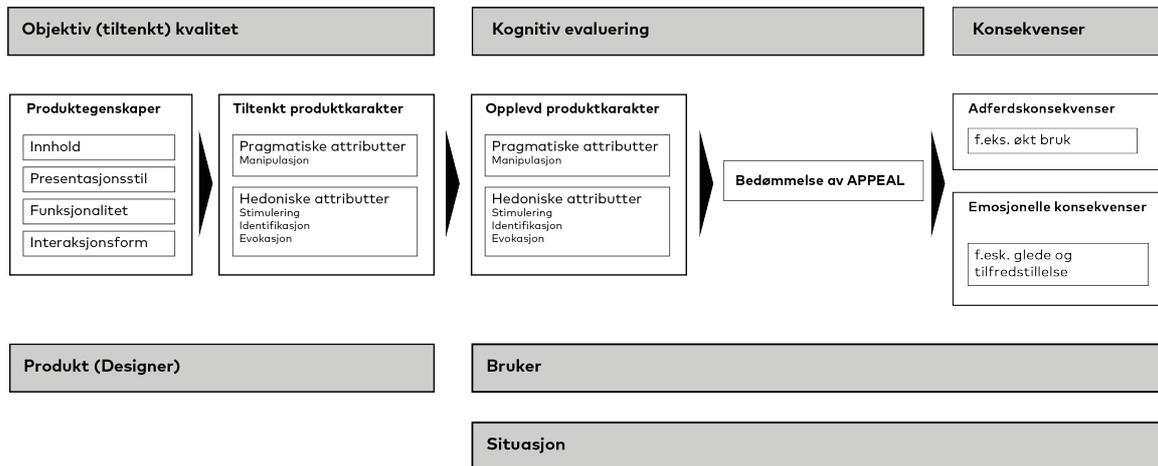 Objektiv (tiltenkt) kvalitet
Kognitiv evaluering
Konsekvenser
Produktegenskaper
Innhold
Presentasjonsstil
Funksjonalitet
Interaksjonsform
Tiltenkt produktkarakter
Pragmatiske attributter
Manipulasjon
Hedoniske attributter
Stimulering
Identifikasjon
Evokasjon
Opplevd produktkarakter
Pragmatiske attributter
Manipulasjon
Hedoniske attributter
Stimulering
Identifikasjon
Evokasjon
Bedømmelse av APPEAL
Adferdskonsekvenser
f.eks. økt bruk
Emosjonelle konsekvenser
f.esk. glede og
tilfredstillelse
Produkt (Designer)
Bruker
Situasjon